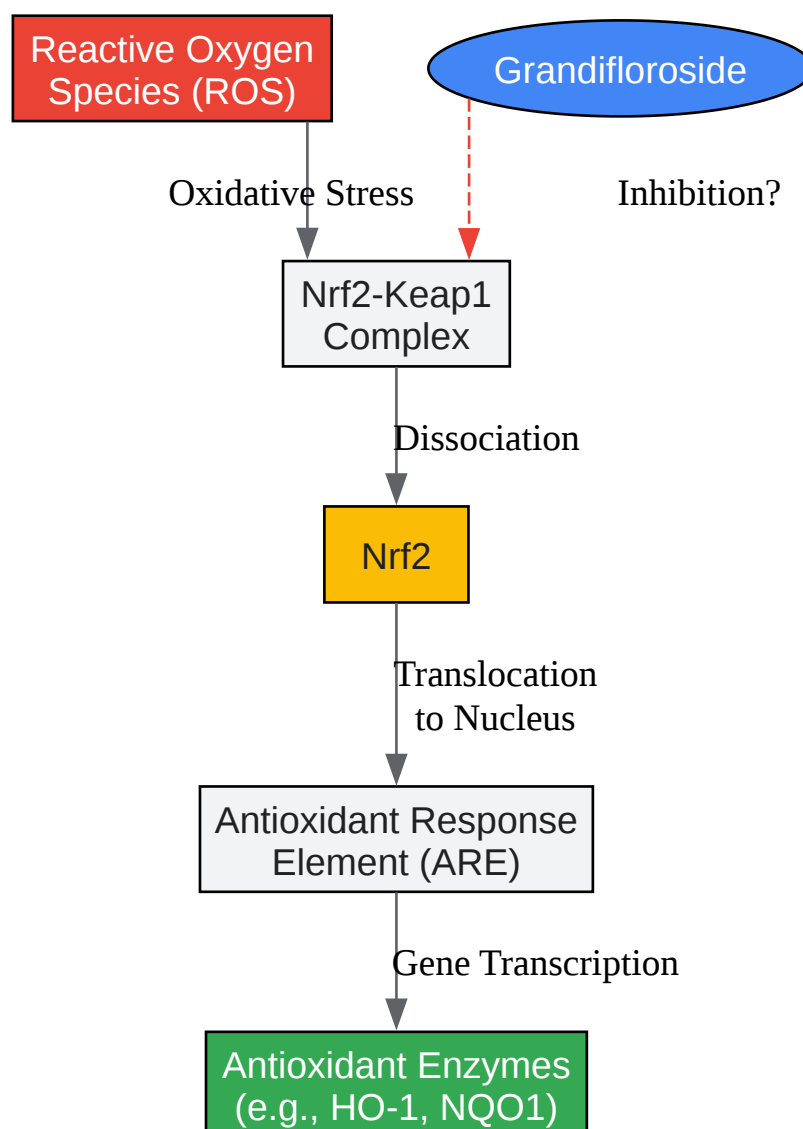 Reactive Oxygen
Species (ROS)
Grandifloroside
Oxidative Stress
Inhibition?
Nrf2-Keap1
Complex
Dissociation
Nrf2
Translocation
to Nucleus
Antioxidant Response
Element (ARE)
Gene Transcription
Antioxidant Enzymes
(e.g., HO-1, NQO1)